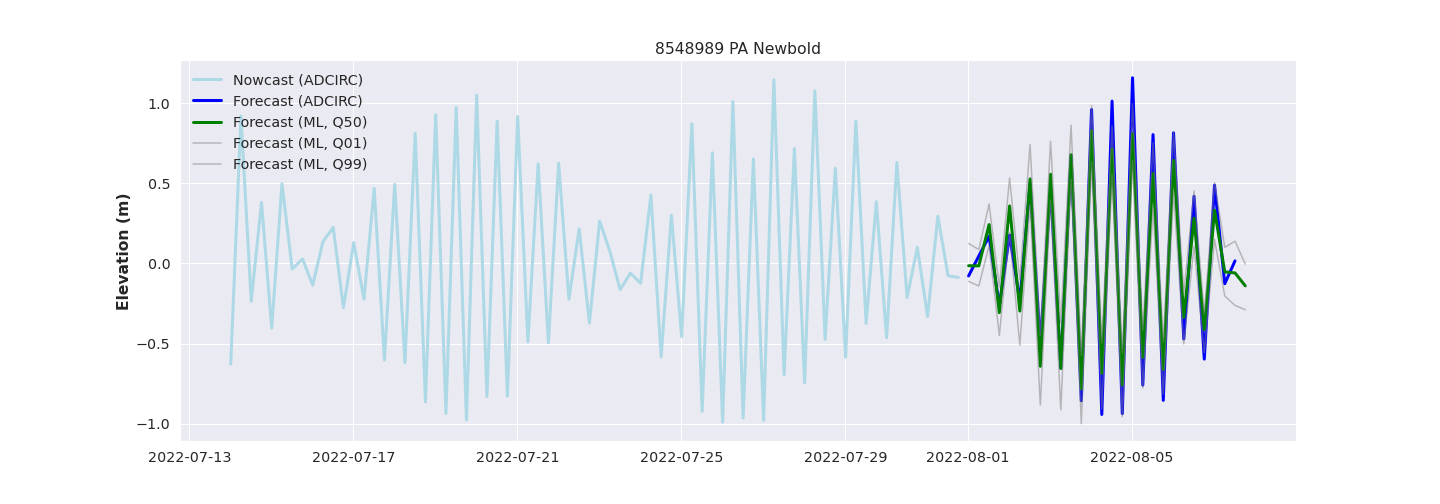 8548989 PA Newbold
Nowcast (ADCIRC)
Forecast (ADCIRC)
Forecast (ML, Q50)
Forecast (ML, Q01)
Forecast (ML, Q99)
Elevation (m)
1.0
0.5
0.0
−0.5
−1.0
2022-07-13 2022-07-17 2022-07-21 2022-07-25 2022-07-29 2022-08-01 2022-08-05